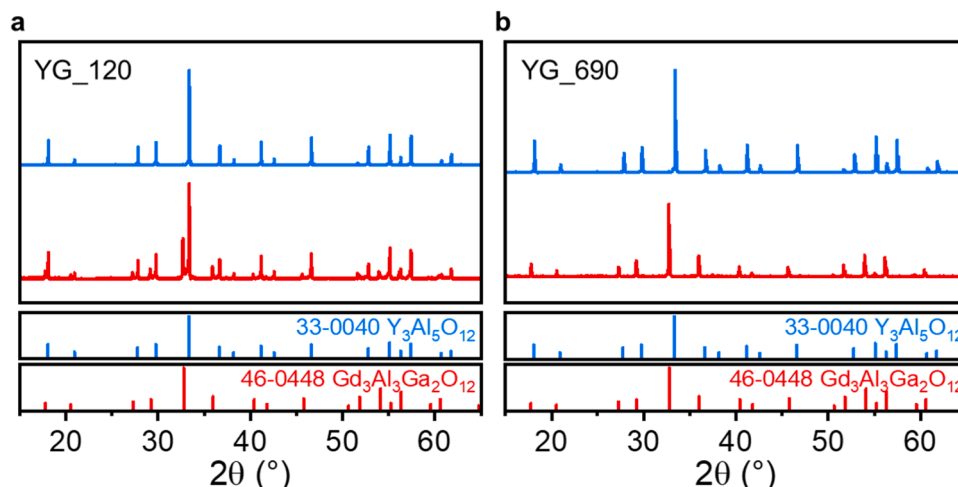 a
YG_120
33-0040 Y₃Al₅O₁₂
46-0448 Gd₃Al₃Ga₂O₁₂
20 30 40 50 60
2θ (°)
b
YG_690
33-0040 Y₃Al₅O₁₂
46-0448 Gd₃Al₃Ga₂O₁₂
20 30 40 50 60
2θ (°)